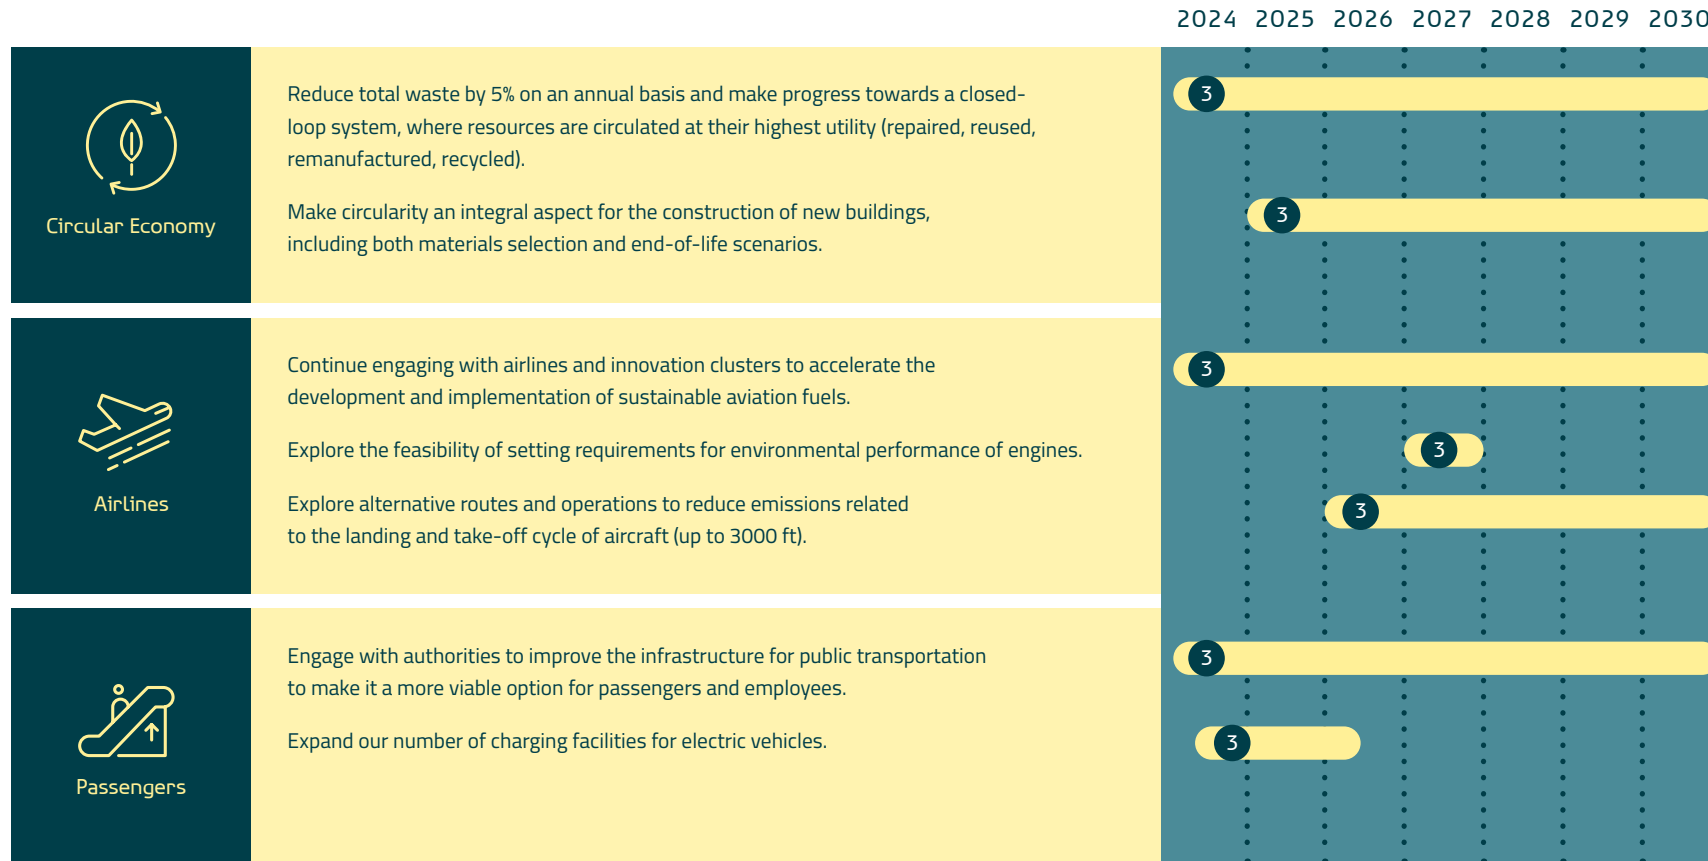 2024 2025 2026 2027 2028 2029 2030
Circular Economy
Reduce total waste by 5% on an annual basis and make progress towards a closed-
loop system, where resources are circulated at their highest utility (repaired, reused,
remanufactured, recycled).
3
Make circularity an integral aspect for the construction of new buildings,
including both materials selection and end-of-life scenarios.
3
Airlines
Continue engaging with airlines and innovation clusters to accelerate the
development and implementation of sustainable aviation fuels.
3
Explore the feasibility of setting requirements for environmental performance of engines.
3
Explore alternative routes and operations to reduce emissions related
to the landing and take-off cycle of aircraft (up to 3000 ft).
3
Passengers
Engage with authorities to improve the infrastructure for public transportation
to make it a more viable option for passengers and employees.
3
Expand our number of charging facilities for electric vehicles.
3